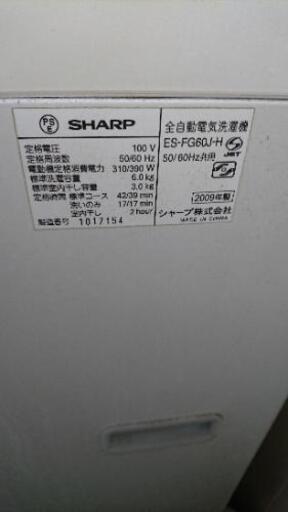 PSE SHARP
全自動電気洗濯機
ES-FG60J-H
50/60Hz共用
JET
定格電圧 100 V
定格周波数 50/60 Hz
電動機定格消費電力 310/390 W
標準洗濯容量 6.0 kg
標準室内干し容量 3.0 kg
定格時間 標準コース 42/39 min
洗いのみ 17/17 min
室内干し 2 hour
製造番号 1017154
2009年製
シャープ株式会社
MADE IN CHINA